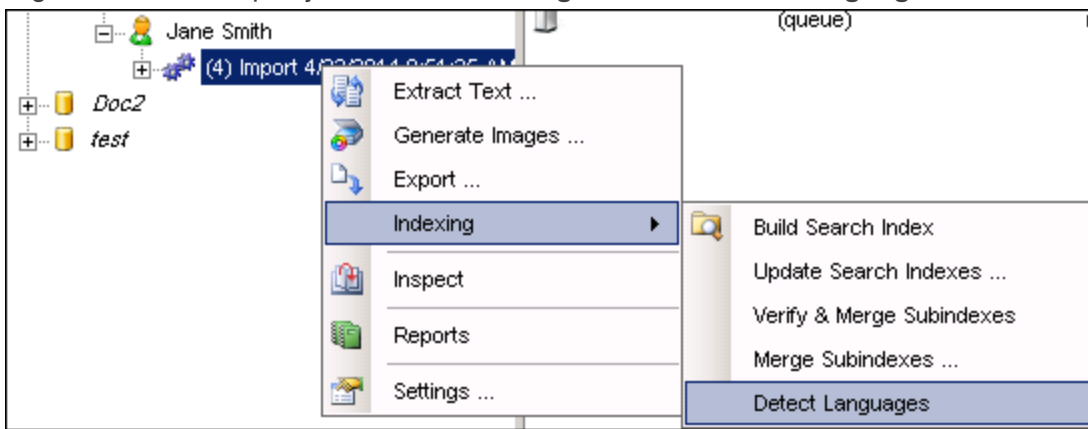 Jane Smith
(queue)
(4) Import
Doc2
test
Extract Text ...
Generate Images ...
Export ...
Indexing
Inspect
Reports
Settings ...
Build Search Index
Update Search Indexes ...
Verify & Merge Subindexes
Merge Subindexes ...
Detect Languages